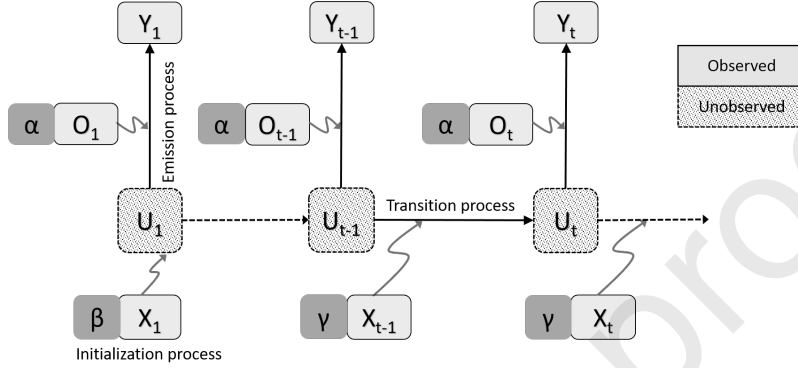 Y1 Yt-1 Yt
Observed
Unobserved
Emission process
α O1 α Ot-1 α Ot
Transition process
U1 Ut-1 Ut
β X1 γ Xt-1 γ Xt
Initialization process
pro